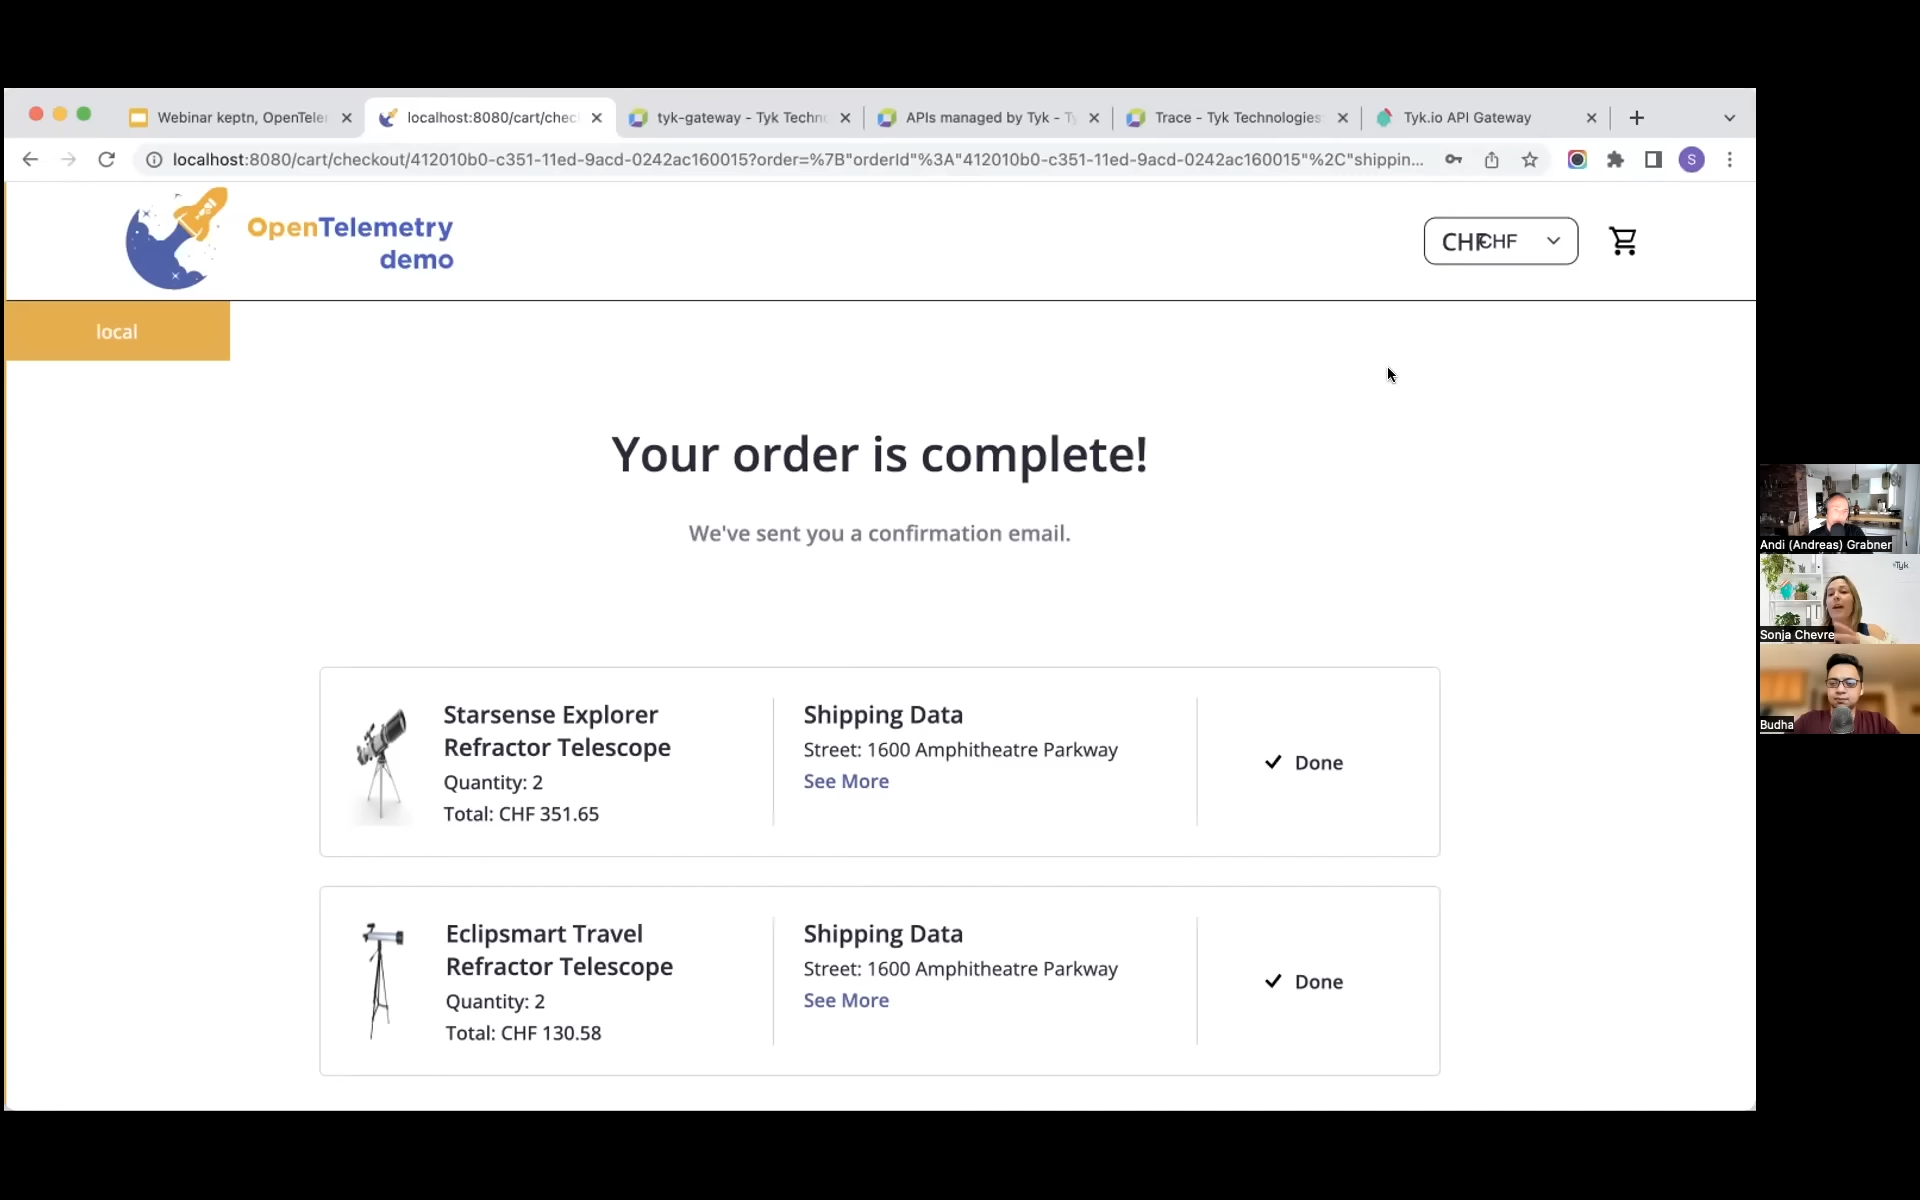 Webinar keptn, OpenTele
localhost:8080/cart/chec
tyk-gateway - Tyk Techn
APIs managed by Tyk - T
Trace - Tyk Technologies
Tyk.io API Gateway
localhost:8080/cart/checkout/412010b0-c351-11ed-9acd-0242ac160015?order=%7B"orderId"%3A"412010b0-c351-11ed-9acd-0242ac160015"%2C"shippin...
S
OpenTelemetry
demo
CHF CHF
local
Your order is complete!
We've sent you a confirmation email.
Starsense Explorer
Refractor Telescope
Quantity: 2
Total: CHF 351.65
Shipping Data
Street: 1600 Amphitheatre Parkway
See More
Done
Eclipsmart Travel
Refractor Telescope
Quantity: 2
Total: CHF 130.58
Shipping Data
Street: 1600 Amphitheatre Parkway
See More
Done
Andi (Andreas) Grabner
Tyk
Sonja Chevre
Budha